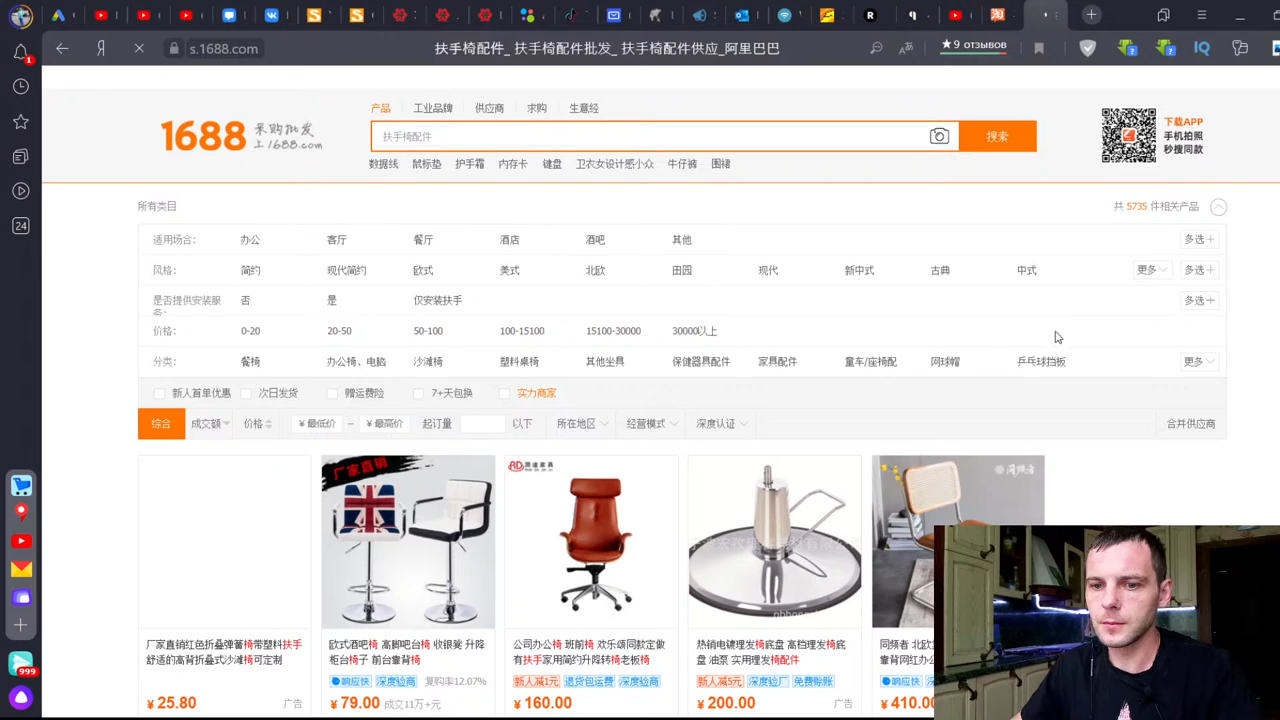 s.1688.com
扶手椅配件_ 扶手椅配件批发_ 扶手椅配件供应_阿里巴巴
★9 отзывов
IQ
1
24
999
1688 采购批发
上1688.com
产品 工业品牌 供应商 求购 生意经
扶手椅配件
搜索
数据线 鼠标垫 护手霜 内存卡 键盘 卫衣女设计感小众 牛仔裤 围裙
下载APP
手机拍照
秒搜同款
所有类目
共 5735 件相关产品
适用场合: 办公 客厅 餐厅 酒店 酒吧 其他 多选+
风格: 简约 现代简约 欧式 美式 北欧 田园 现代 新中式 古典 中式 更多 多选+
是否提供安装服务: 否 是 仅安装扶手 多选+
价格: 0-20 20-50 50-100 100-15100 15100-30000 30000以上
分类: 餐椅 办公椅、电脑 沙滩椅 塑料桌椅 其他坐具 保健器具配件 家具配件 童车/座椅配 网球帽 乒乓球挡板 更多
新人首单优惠 次日发货 赠运费险 7+天包换 实力商家
综合 成交额 价格 ¥最低价 – ¥最高价 起订量 以下 所在地区 经营模式 深度认证 合并供应商
厂家直销
厂家直销红色折叠弹簧椅带塑料扶手
舒适的高背折叠式沙滩椅可定制
¥25.80 广告
欧式酒吧椅 高脚吧台椅 收银凳 升降
柜台椅子 前台靠背椅
响应快 深度验商 复购率12.07%
¥79.00 成交11万+元
公司办公椅 班前椅 欢乐颂同款定做
有扶手家用简约升降转椅老板椅
新人减1元 退货包运费 深度验商
¥160.00
热销电镀理发椅底盘 高档理发椅底
盘 油泵 实用理发椅配件
新人减5元 深度验厂 免费赊账
¥200.00 广告
同频者 北欧
靠背网红办公
响应快 深度
¥410.00